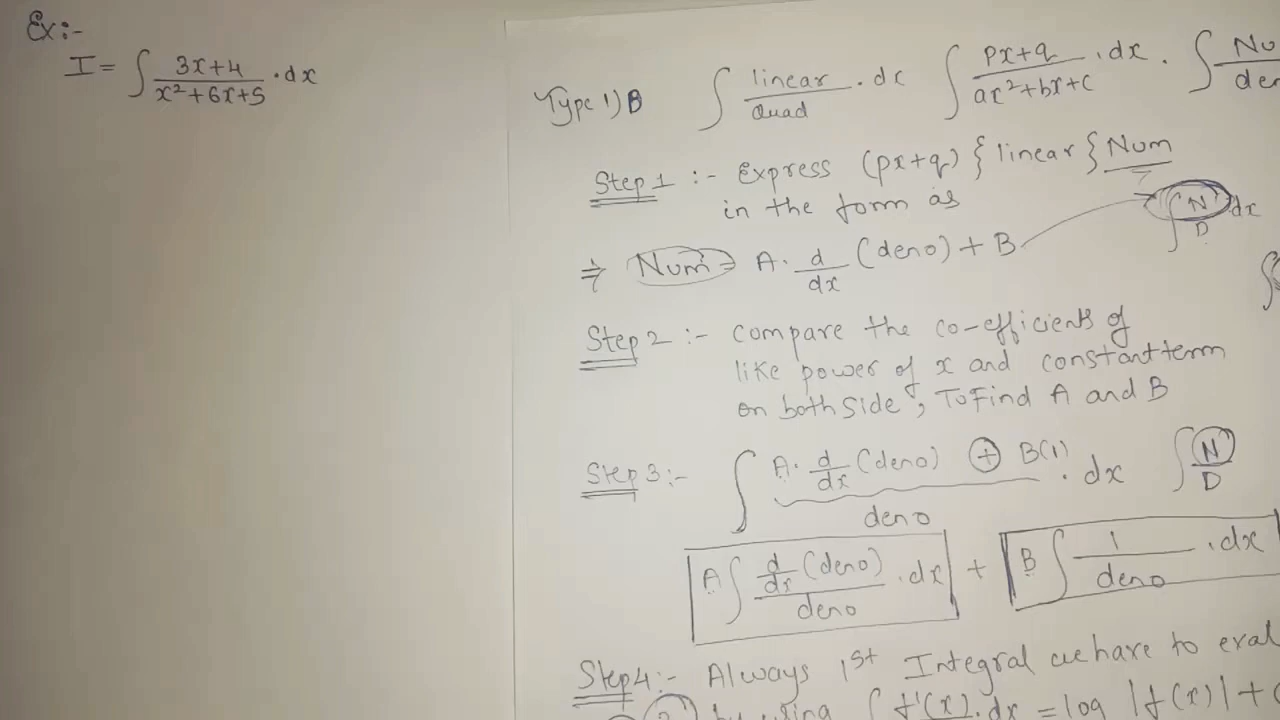 Ex:-
I = ∫ 3x+4 / x²+6x+5 . dx
Type 1) B ∫ linear / Quad . dx ∫ px+q / ax²+bx+c . dx . ∫
Step 1 :- Express (px+q) { linear } Num
in the form as
∫ N / D dx
⇒ Num → A. d/dx (deno) + B
Step 2 :- compare the co-efficients of
like power of x and constant term
on both side, To Find A and B
Step 3 :- ∫ A. d/dx (deno) + B(1) / deno . dx ∫ N / D
A ∫ d/dx (deno) / deno . dx + B ∫ 1 / deno . dx
Step 4 :- Always 1st Integral we have to
by using ∫ f'(x) . dx = log |f(x)| +